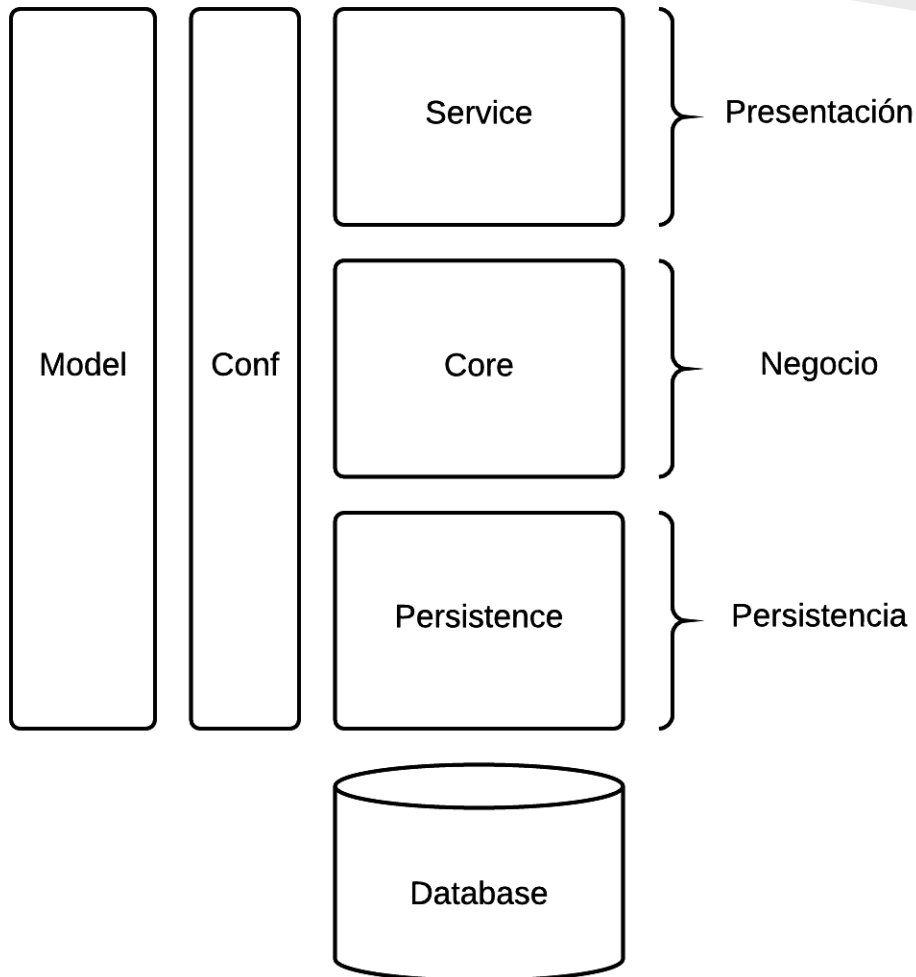 Service
Presentación
Model
Conf
Core
Negocio
Persistence
Persistencia
Database